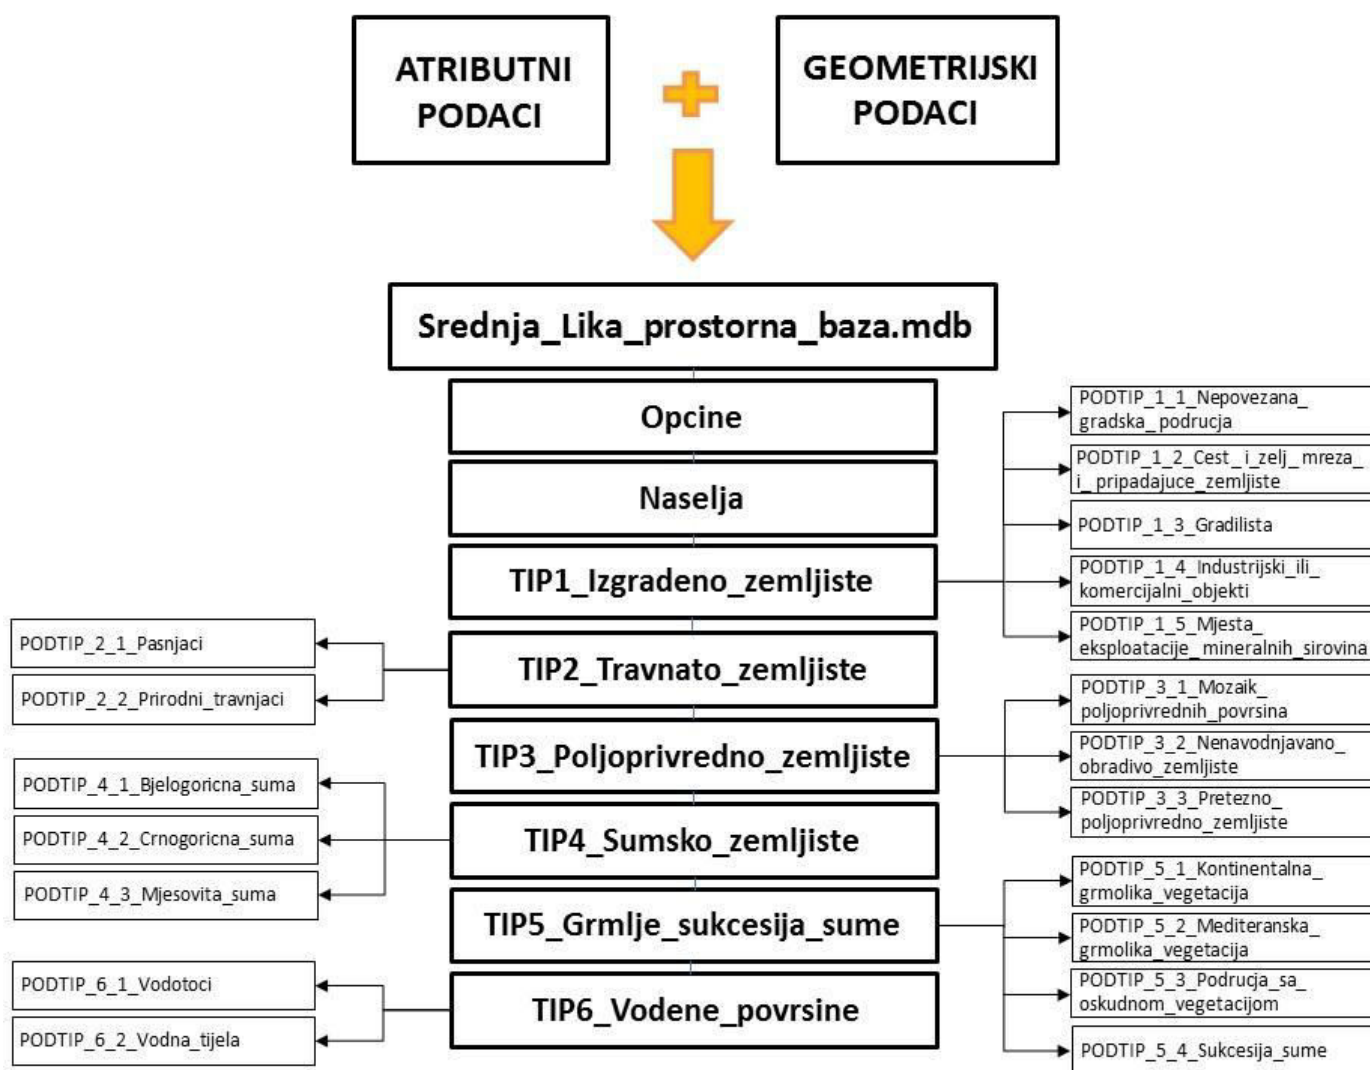 ATRIBUTNI
PODACI
GEOMETRIJSKI
PODACI
Srednja_Lika_prostorna_baza.mdb
Opcine
Naselja
TIP1_Izgradeno_zemljiste
PODTIP_1_1_Nepovezana_
gradska_podrucja
PODTIP_1_2_Cest_i_zelj_mreza_
i_pripadajuce_zemljiste
PODTIP_1_3_Gradilista
PODTIP_1_4_Industrijski_ili_
komercijalni_objekti
PODTIP_1_5_Mjesta_
eksploatacije_mineralnih_sirovina
TIP2_Travnato_zemljiste
PODTIP_2_1_Pasnjaci
PODTIP_2_2_Prirodni_travnjaci
TIP3_Poljoprivredno_zemljiste
PODTIP_3_1_Mozaik_
poljoprivrednih_povrsina
PODTIP_3_2_Nenavodnjavano_
obradivo_zemljiste
PODTIP_3_3_Pretezno_
poljoprivredno_zemljiste
TIP4_Sumsko_zemljiste
PODTIP_4_1_Bjelogoricna_suma
PODTIP_4_2_Crnogoricna_suma
PODTIP_4_3_Mjesovita_suma
TIP5_Grmlje_sukcesija_sume
PODTIP_5_1_Kontinentalna_
grmolika_vegetacija
PODTIP_5_2_Mediteranska_
grmolika_vegetacija
PODTIP_5_3_Podrucja_sa_
oskudnom_vegetacijom
PODTIP_5_4_Sukcesija_sume
TIP6_Vodene_povrsine
PODTIP_6_1_Vodotoci
PODTIP_6_2_Vodna_tijela